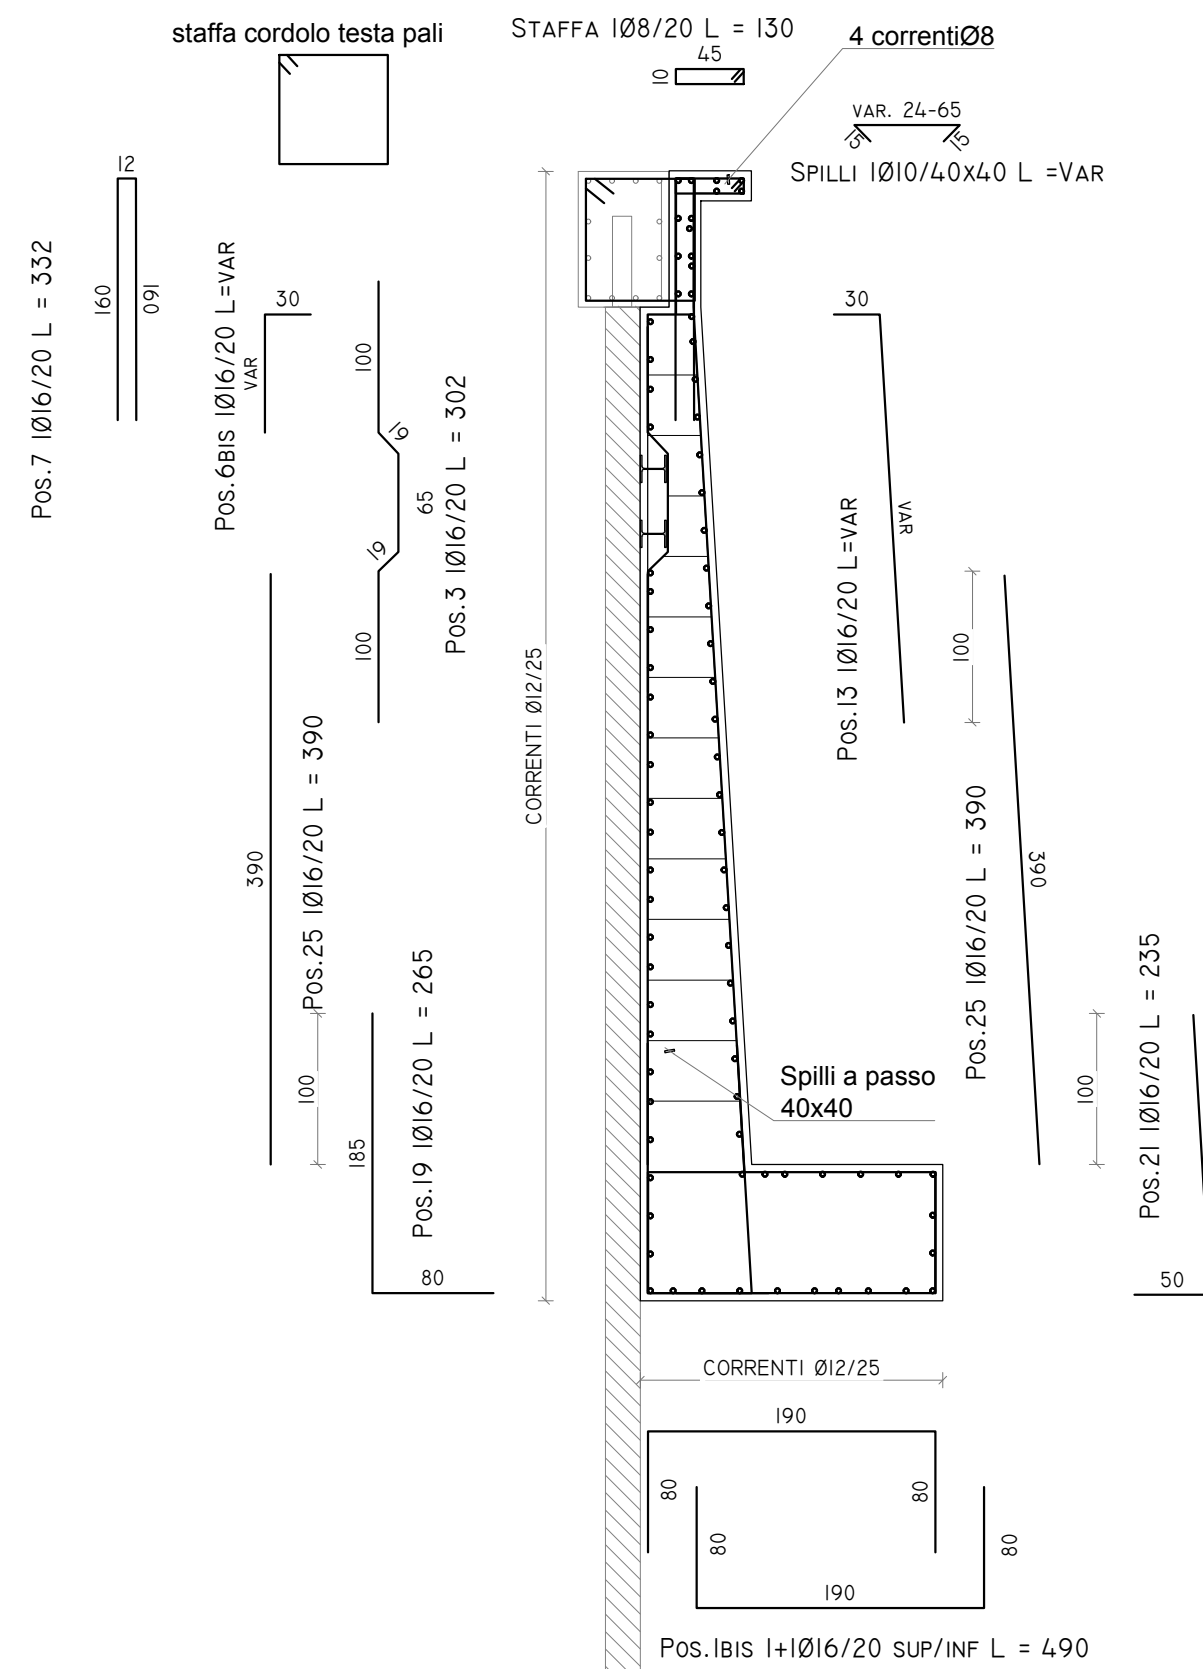 staffa cordolo testa pali
STAFFA 1Ø8/20 L = 130
45
10
4 correntiØ8
VAR. 24-65
15
15
SPILLI 1Ø10/40x40 L =VAR
12
160
160
POS.7 1Ø16/20 L = 332
30
VAR
POS.6BIS 1Ø16/20 L=VAR
100
19
65
19
100
POS.3 1Ø16/20 L = 302
CORRENTI Ø12/25
30
VAR
POS.13 1Ø16/20 L=VAR
390
POS.25 1Ø16/20 L = 390
100
100
390
POS.25 1Ø16/20 L = 390
185
80
POS.19 1Ø16/20 L = 265
Spilli a passo
40x40
100
POS.21 1Ø16/20 L = 235
50
CORRENTI Ø12/25
190
80
80
80
80
190
POS.1BIS 1+1Ø16/20 SUP/INF L = 490